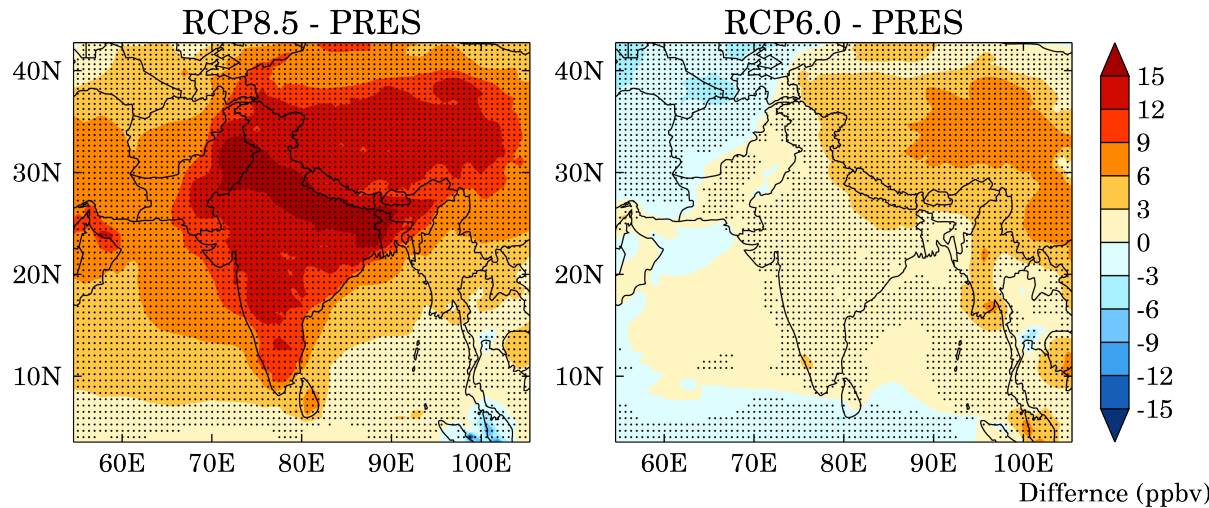 RCP8.5 - PRES
RCP6.0 - PRES
40N
30N
20N
10N
60E 70E 80E 90E 100E
60E 70E 80E 90E 100E
40N
30N
20N
10N
15
12
9
6
3
0
-3
-6
-9
-12
-15
Differnce (ppbv)